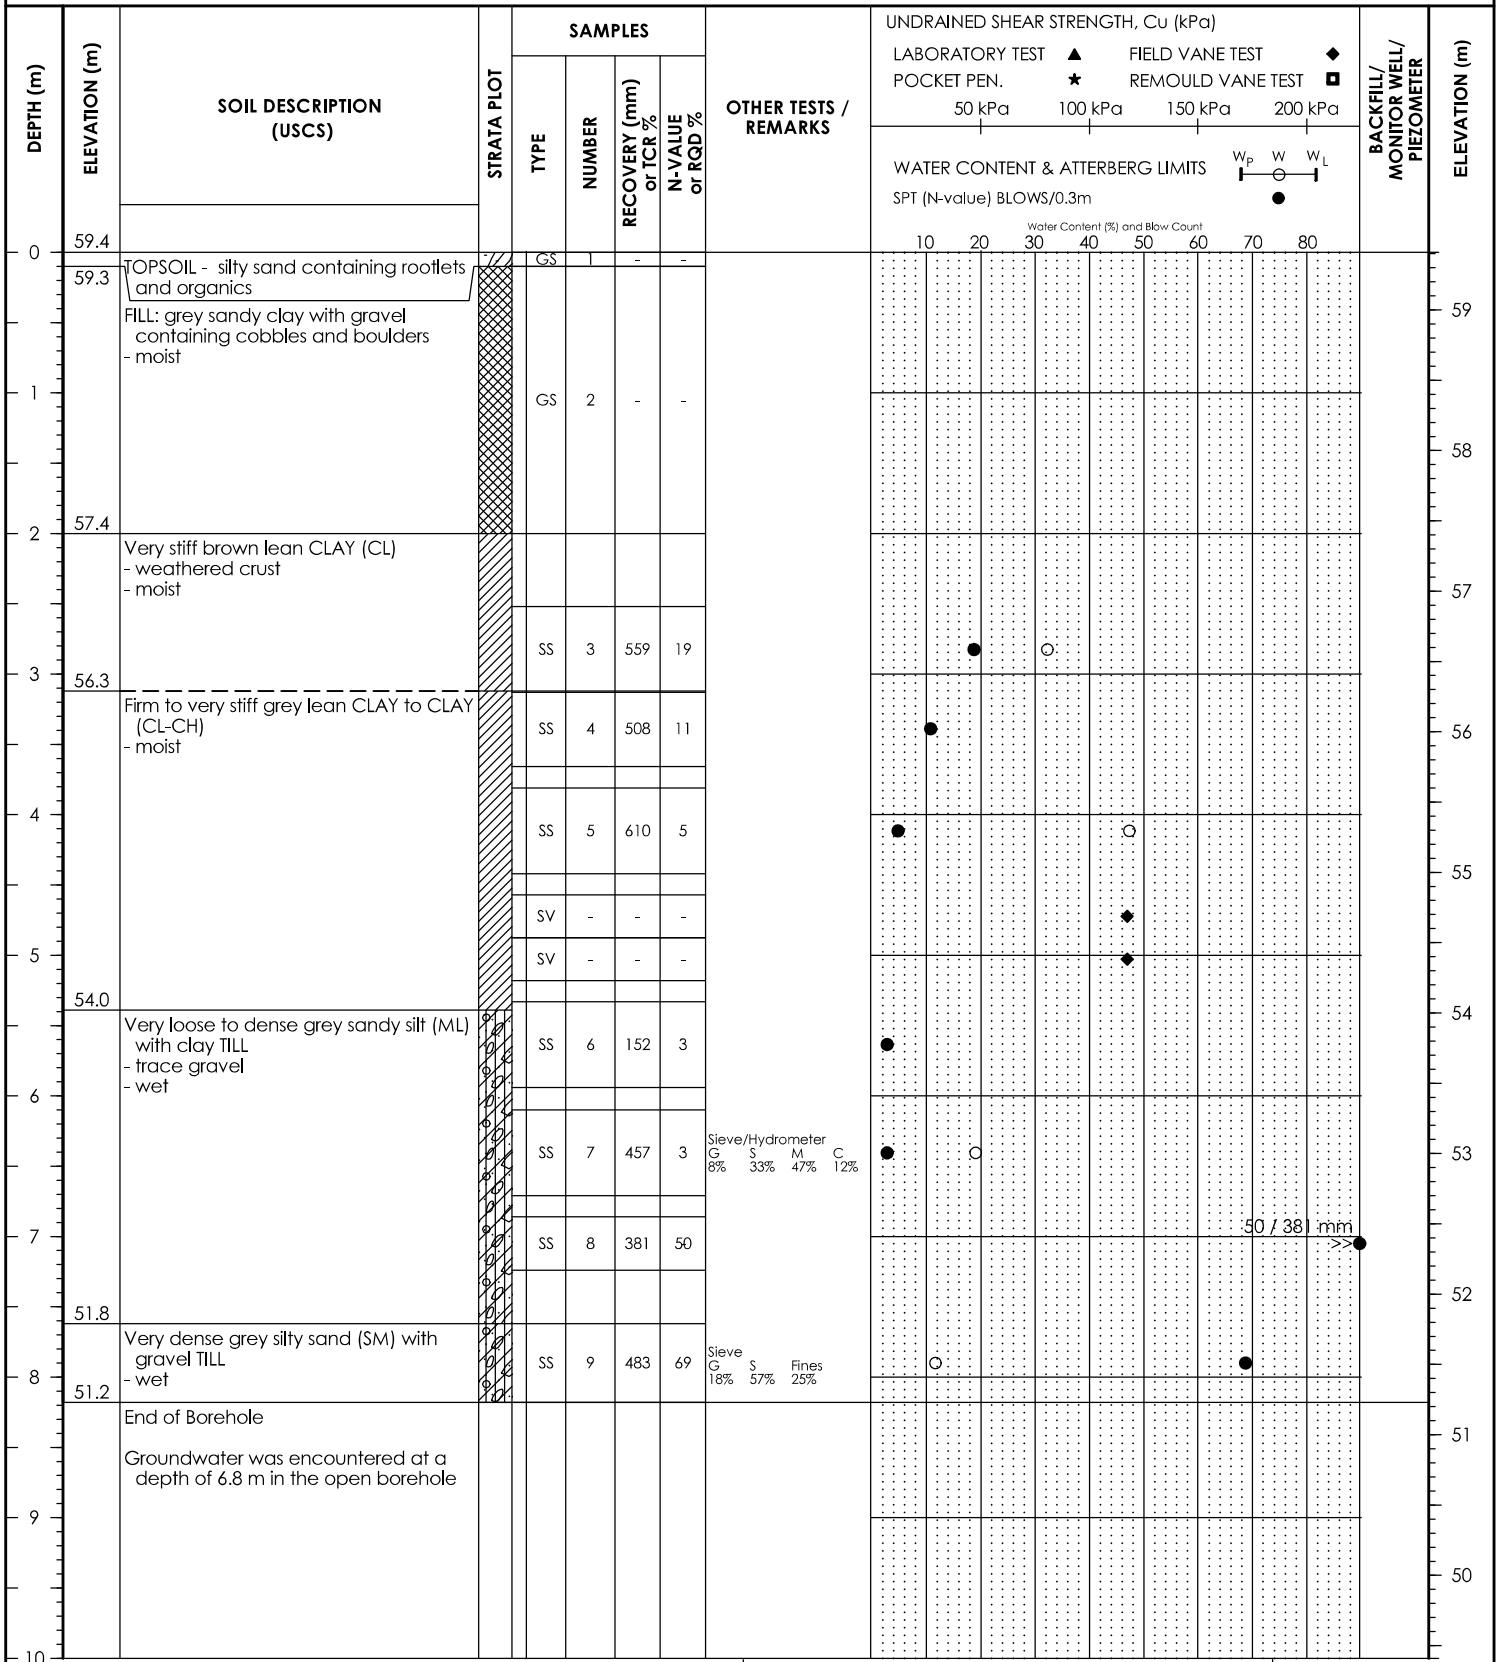 DEPTH (m)
ELEVATION (m)
SOIL DESCRIPTION
(USCS)
STRATA PLOT
SAMPLES
TYPE
NUMBER
RECOVERY (mm)
or TCR %
N-VALUE
or RQD %
OTHER TESTS /
REMARKS
UNDRAINED SHEAR STRENGTH, Cu (kPa)
LABORATORY TEST ▲ FIELD VANE TEST ◆
POCKET PEN. ★ REMOULD VANE TEST
50 kPa 100 kPa 150 kPa 200 kPa
WATER CONTENT & ATTERBERG LIMITS
WP W WL
SPT (N-value) BLOWS/0.3m ●
Water Content (%) and Blow Count
10 20 30 40 50 60 70 80
BACKFILL/
MONITOR WELL/
PIEZOMETER
ELEVATION (m)
0
59.4
TOPSOIL - silty sand containing rootlets
and organics
GS 1 - -
59.3
FILL: grey sandy clay with gravel
containing cobbles and boulders
- moist
59
1
GS 2 - -
58
57.4
2
Very stiff brown lean CLAY (CL)
- weathered crust
- moist
57
SS 3 559 19
3
56.3
Firm to very stiff grey lean CLAY to CLAY
(CL-CH)
- moist
SS 4 508 11
56
4
SS 5 610 5
55
SV - - -
5
SV - - -
54.0
Very loose to dense grey sandy silt (ML)
with clay TILL
- trace gravel
- wet
54
SS 6 152 3
6
SS 7 457 3
Sieve/Hydrometer
G S M C
8% 33% 47% 12%
53
7
SS 8 381 50
50 / 381 mm
>>
52
51.8
Very dense grey silty sand (SM) with
gravel TILL
- wet
SS 9 483 69
Sieve
G S Fines
18% 57% 25%
8
51.2
End of Borehole
51
Groundwater was encountered at a
depth of 6.8 m in the open borehole
9
50
10